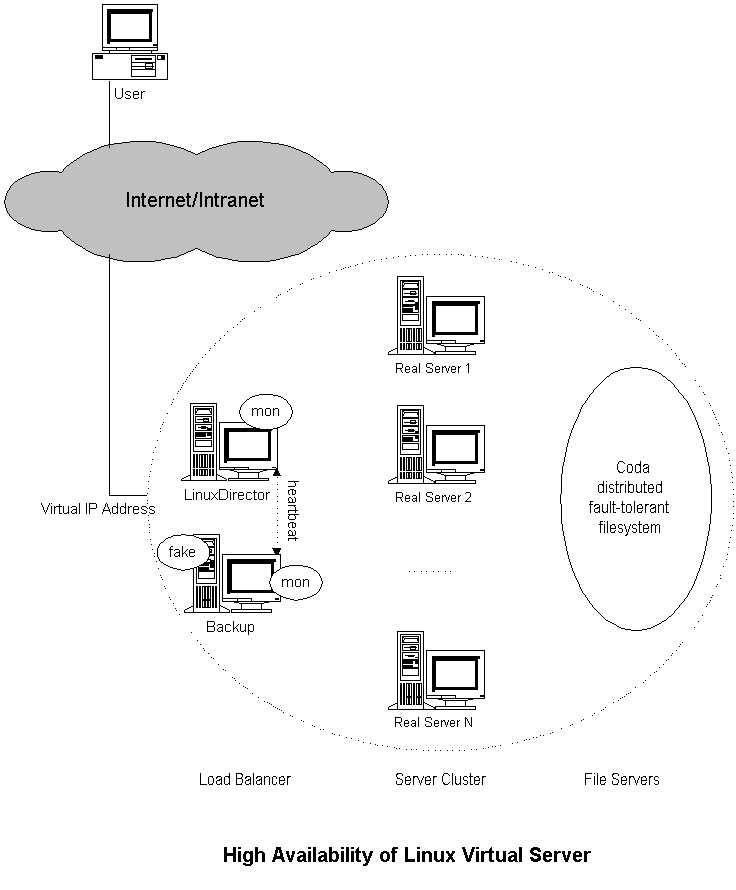 User
Internet/Intranet
Real Server 1
mon
LinuxDirector
Real Server 2
Virtual IP Address
heartbeat
Coda
distributed
fault-tolerant
filesystem
fake
mon
.......
Backup
Real Server N
Load Balancer
Server Cluster
File Servers
High Availability of Linux Virtual Server